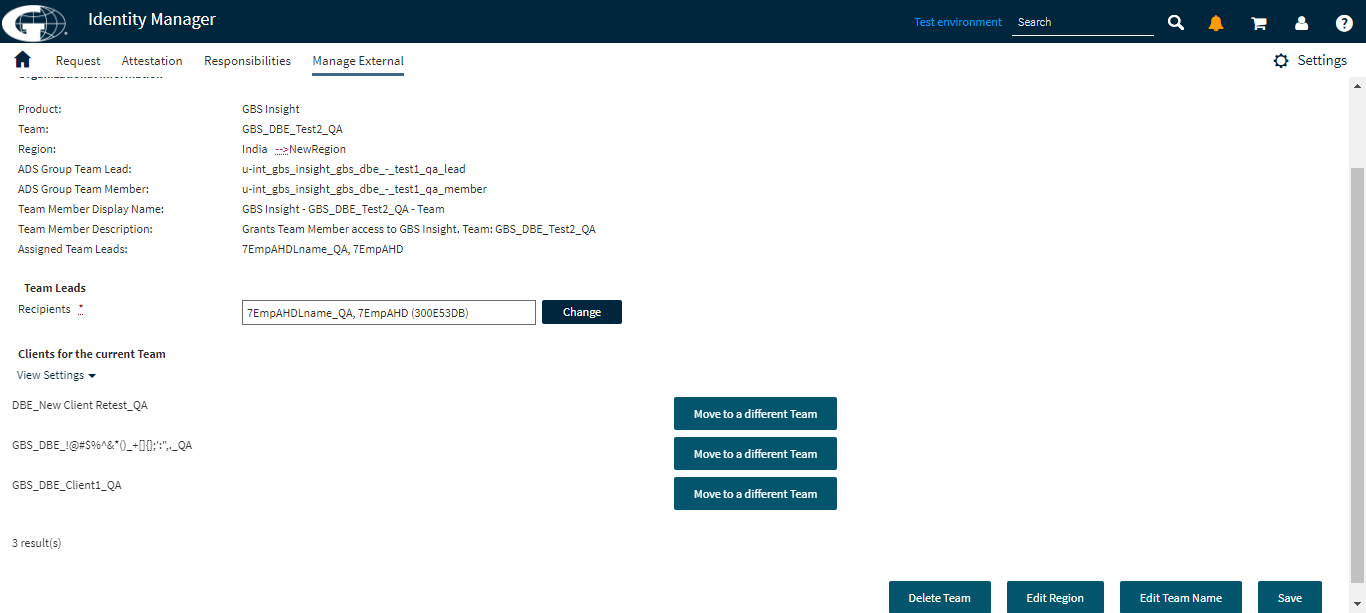 Identity Manager
Test environment
Search
Request Attestation Responsibilities Manage External
Settings
Organizational Information
Product: GBS Insight
Team: GBS_DBE_Test2_QA
Region: India -->NewRegion
ADS Group Team Lead: u-int_gbs_insight_gbs_dbe_-_test1_qa_lead
ADS Group Team Member: u-int_gbs_insight_gbs_dbe_-_test1_qa_member
Team Member Display Name: GBS Insight - GBS_DBE_Test2_QA - Team
Team Member Description: Grants Team Member access to GBS Insight. Team: GBS_DBE_Test2_QA
Assigned Team Leads: 7EmpAHDLname_QA, 7EmpAHD
Team Leads
Recipients * 7EmpAHDLname_QA, 7EmpAHD (300E53DB) Change
Clients for the current Team
View Settings
DBE_New Client Retest_QA Move to a different Team
GBS_DBE_!@#$%^&*()_+[]{};':",._QA Move to a different Team
GBS_DBE_Client1_QA Move to a different Team
3 result(s)
Delete Team Edit Region Edit Team Name Save